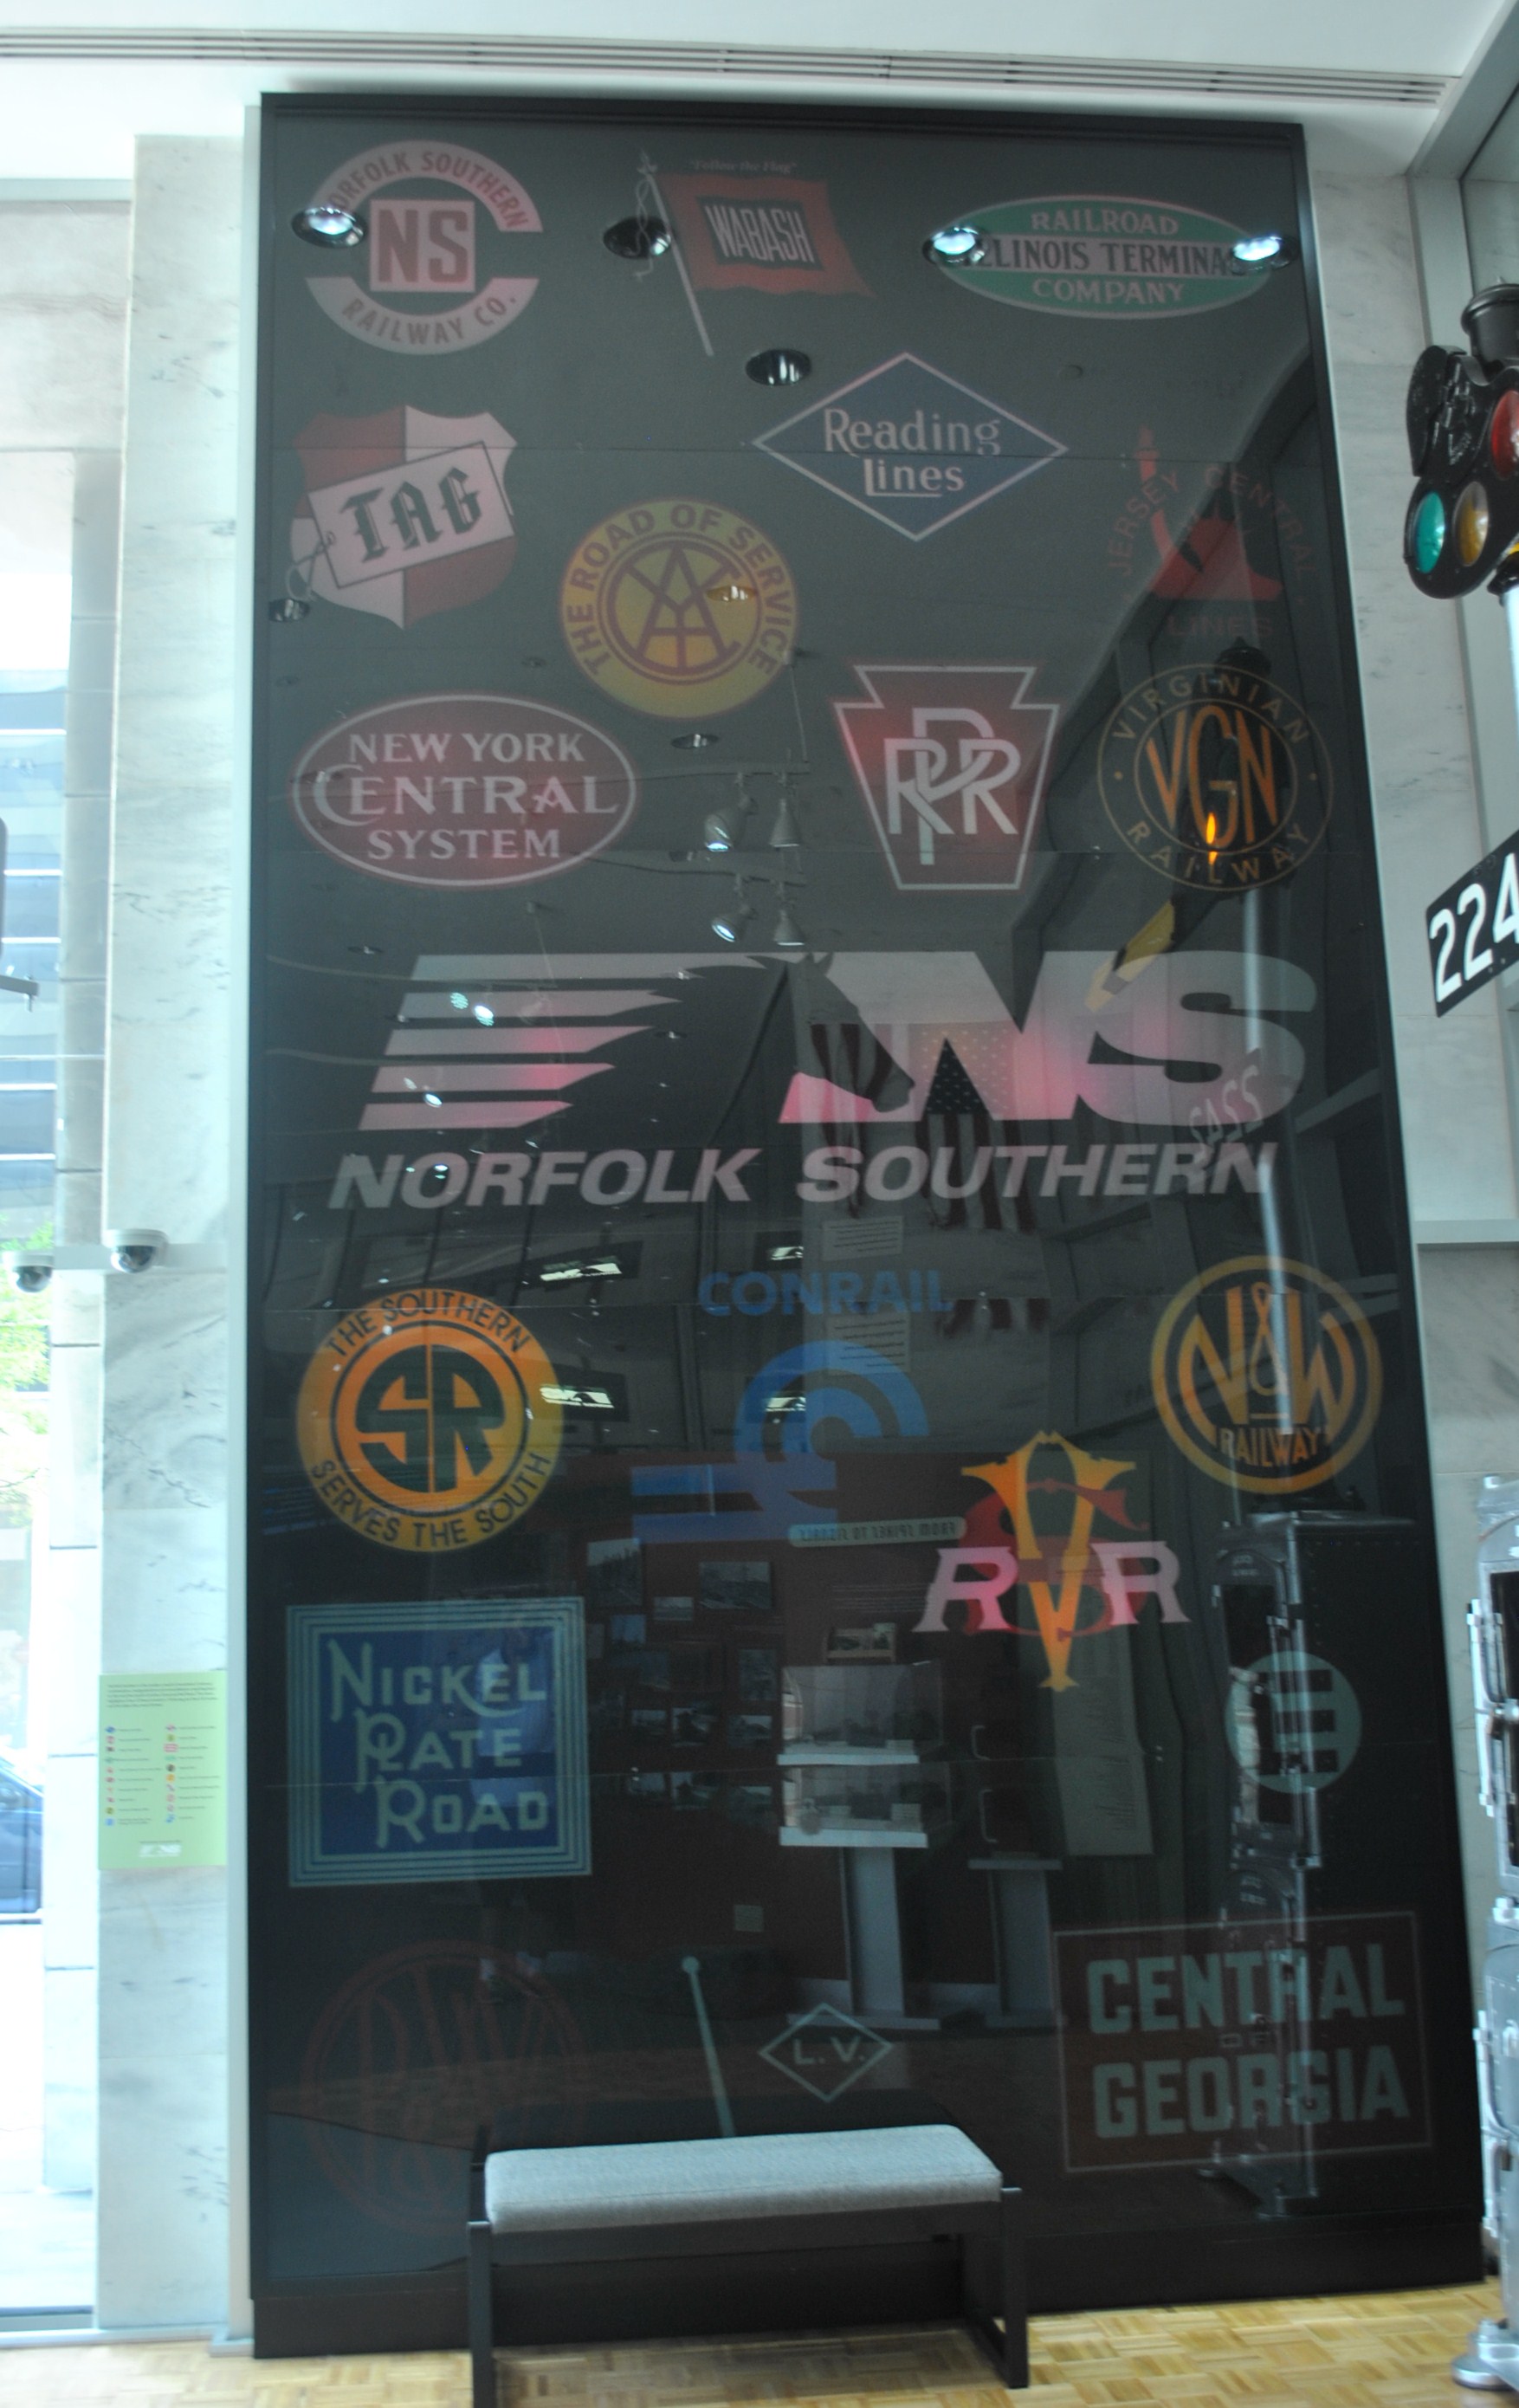 NORFOLK SOUTHERN
NS
RAILWAY CO.
"Follow the Flag"
WABASH
RAILROAD
ILLINOIS TERMINAL
COMPANY
TAG
Reading
Lines
JERSEY CENTRAL
LINES
THE ROAD OF SERVICE
NEW YORK
CENTRAL
SYSTEM
PRR
VIRGINIAN
VGN
RAILWAY
224
NS
NORFOLK SOUTHERN
CONRAIL
THE SOUTHERN
SR
SERVES THE SOUTH
N&W
RAILWAY
R R
NICKEL
PLATE
ROAD
E
L.V.
CENTRAL
OF
GEORGIA